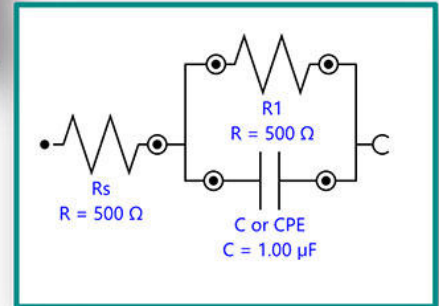 R1
R = 500 Ω
Rs
R = 500 Ω
C or CPE
C = 1.00 μF